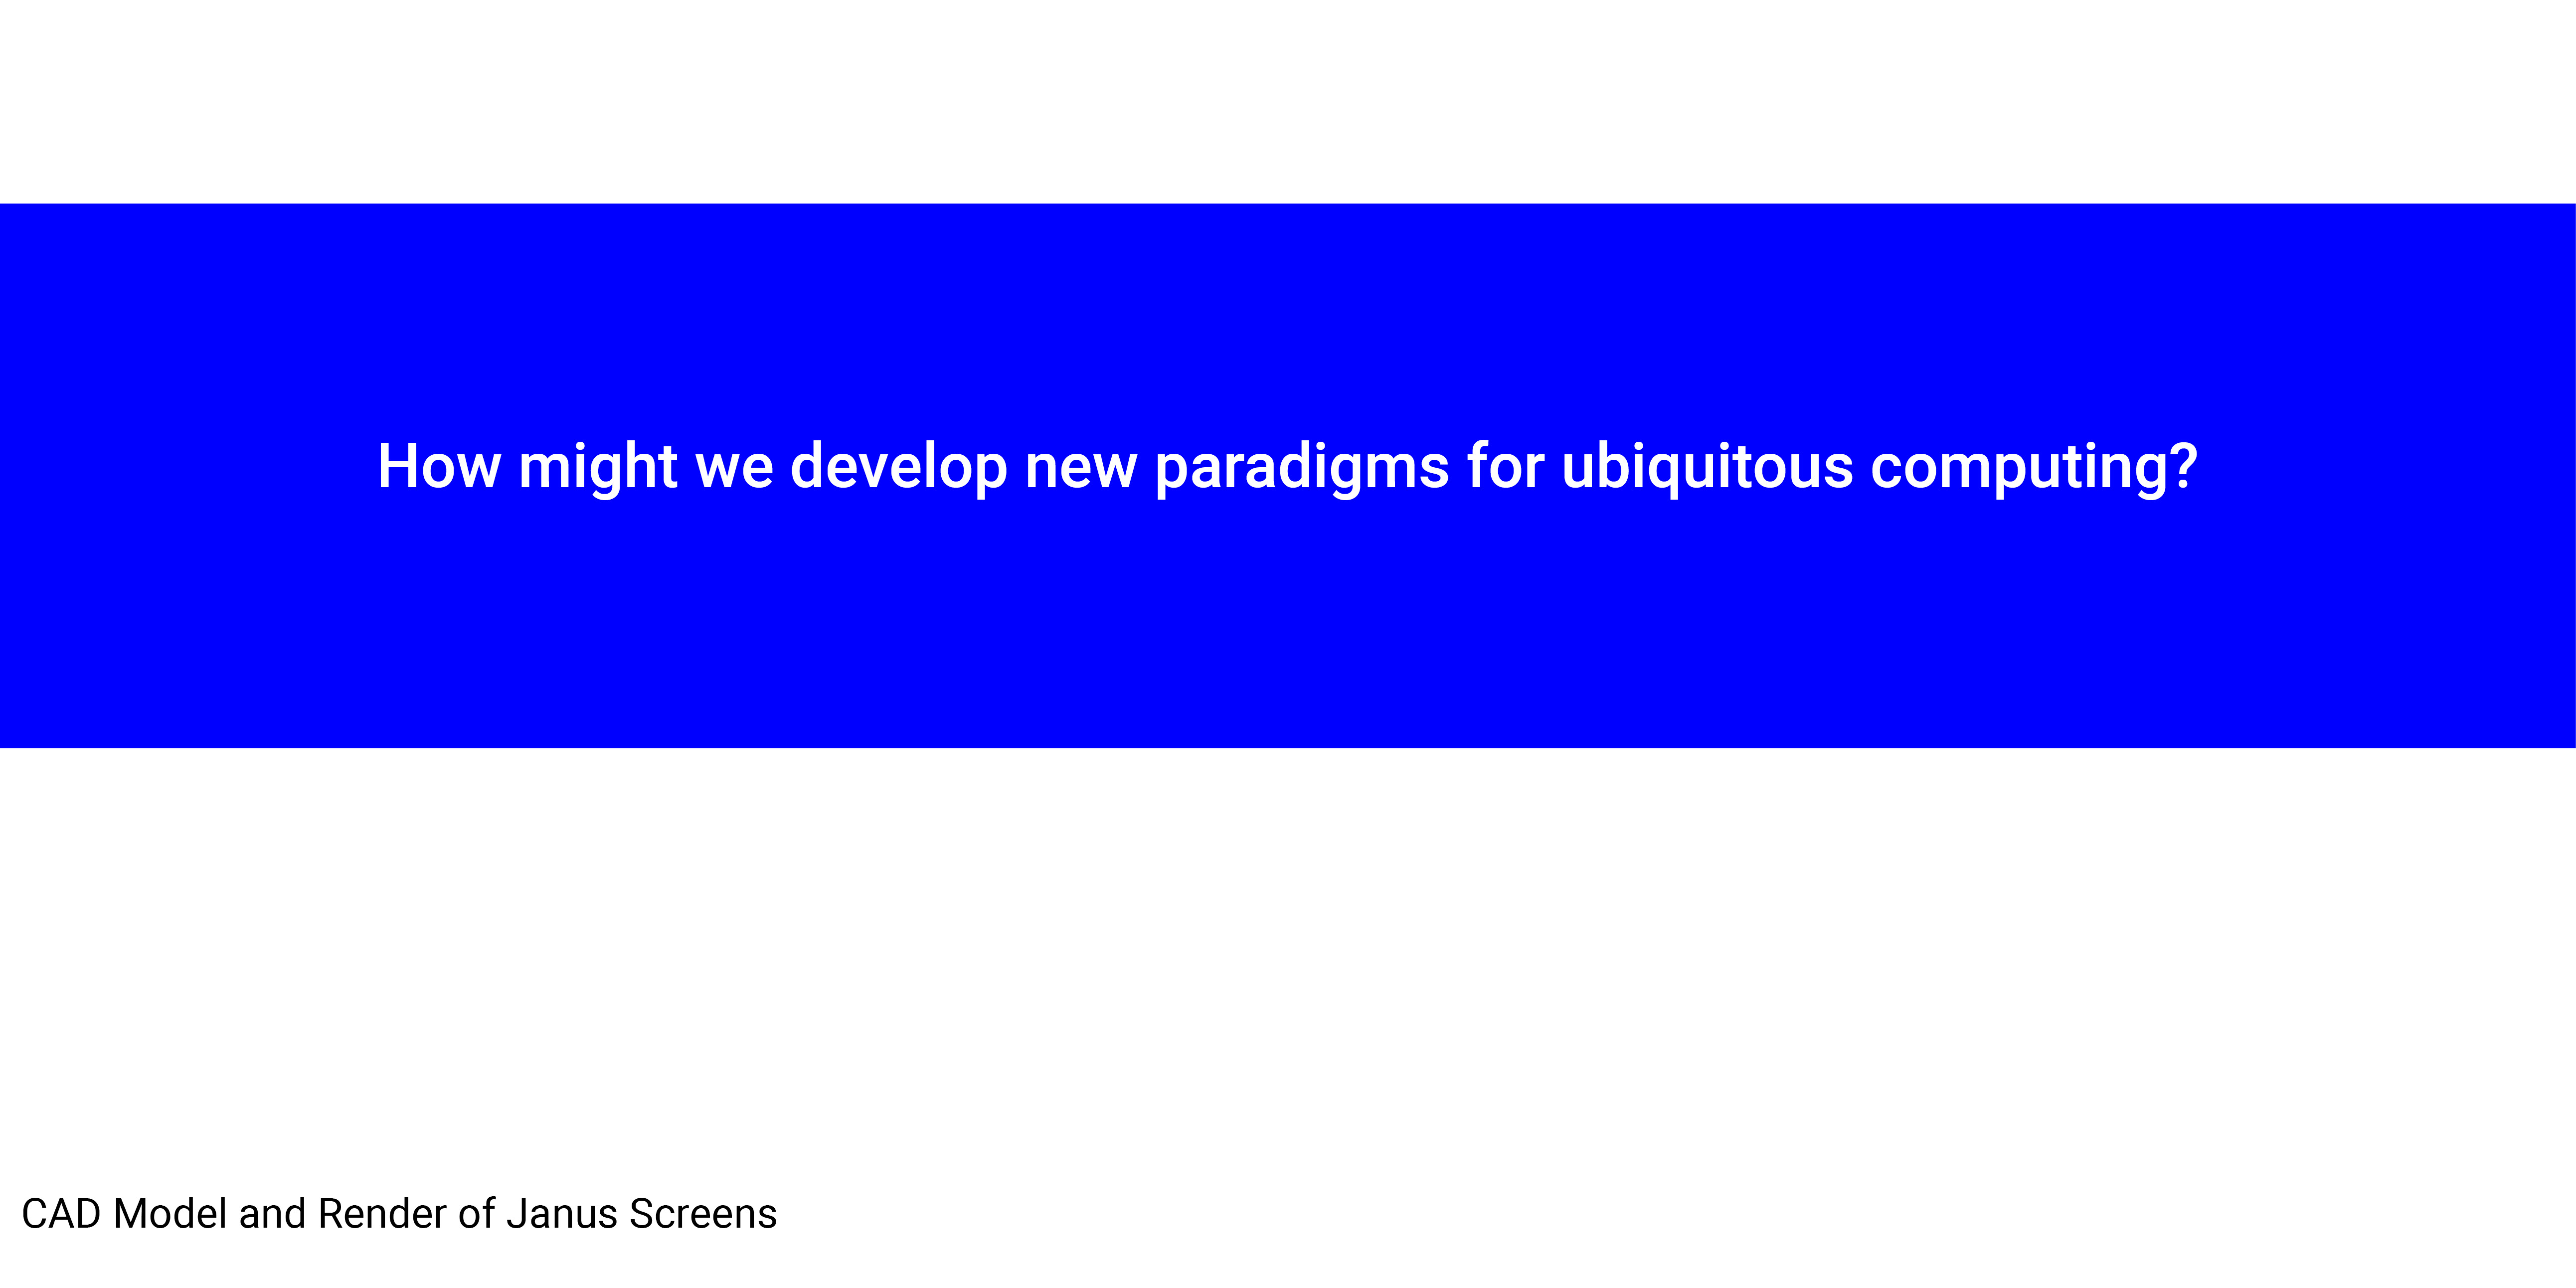 How might we develop new paradigms for ubiquitous computing?
CAD Model and Render of Janus Screens